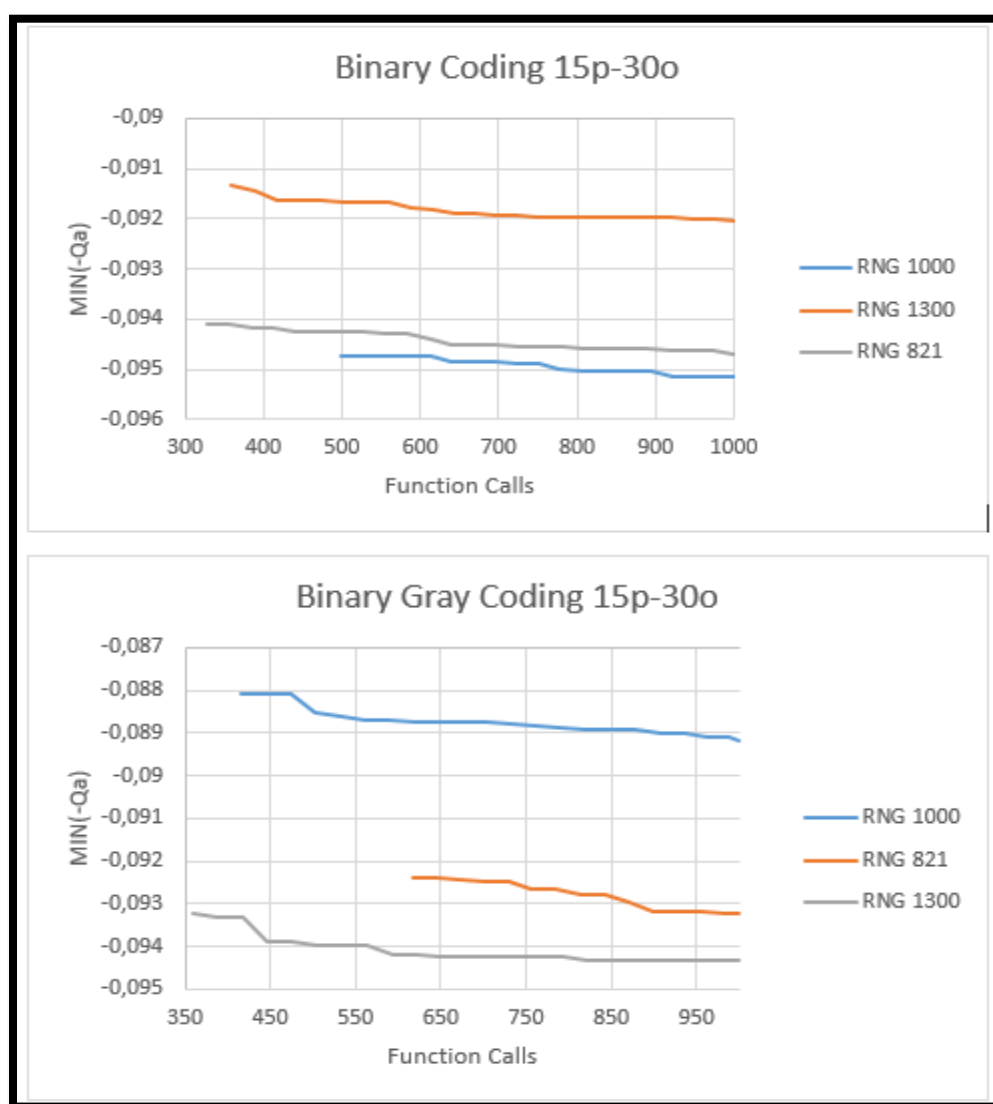 Binary Coding 15p-30o
-0,09
-0,091
-0,092
-0,093
-0,094
-0,095
-0,096
MIN(-Qa)
300 400 500 600 700 800 900 1000
Function Calls
RNG 1000
RNG 1300
RNG 821
Binary Gray Coding 15p-30o
-0,087
-0,088
-0,089
-0,09
-0,091
-0,092
-0,093
-0,094
-0,095
MIN(-Qa)
350 450 550 650 750 850 950
Function Calls
RNG 1000
RNG 821
RNG 1300